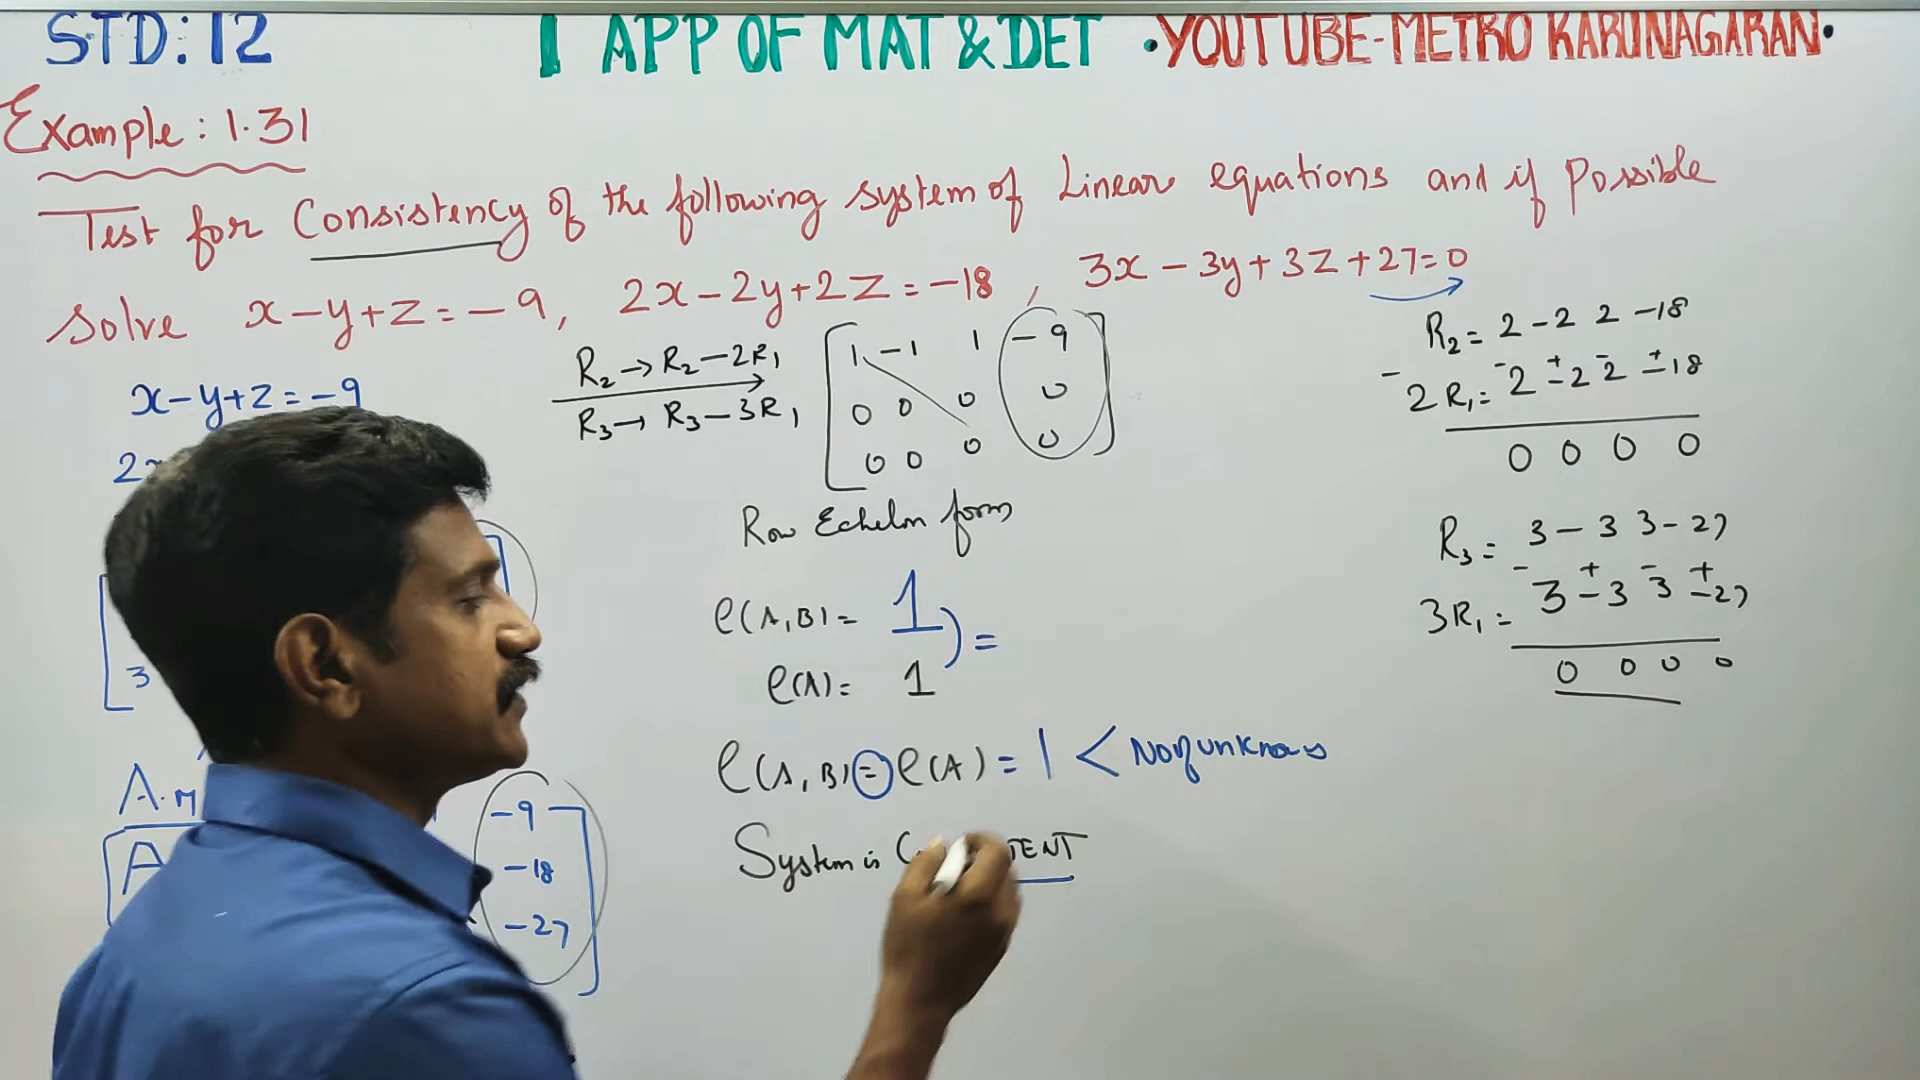 STD: 12 1 APP OF MAT & DET • YOUTUBE-METRO KARUNAGARAN •
Example: 1.31
Test for Consistency of the following system of Linear equations and if possible
solve x-y+z=-9, 2x-2y+2z=-18, 3x-3y+3z+27=0
x-y+z=-9
2x
3
A.M
A
-9
-18
-27
R₂→R₂-2R₁
R₃→R₃-3R₁
1 -1 1 -9
0 0 0 0
0 0 0 0
Row Echelon form
ρ(A,B) = 1
ρ(A) = 1
) =
ρ(A,B) = ρ(A) = 1 < No of unknowns
System is
TENT
R₂ = 2 -2 2 -18
- 2R₁ = 2 -2 2 -18
- + - +
0 0 0 0
R₃ = 3 -3 3 -27
- + - +
3R₁ = 3 -3 3 -27
0 0 0 0